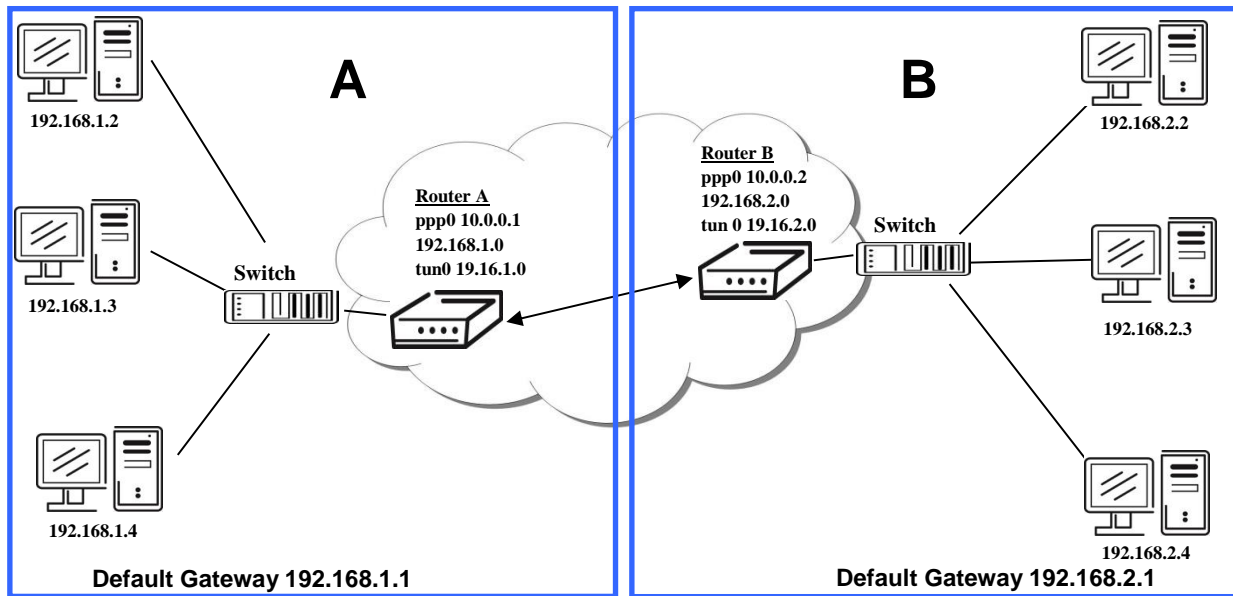 A
192.168.1.2
192.168.1.3
192.168.1.4
Switch
Router A
ppp0 10.0.0.1
192.168.1.0
tun0 19.16.1.0
Default Gateway 192.168.1.1
B
Router B
ppp0 10.0.0.2
192.168.2.0
tun 0 19.16.2.0
Switch
192.168.2.2
192.168.2.3
192.168.2.4
Default Gateway 192.168.2.1